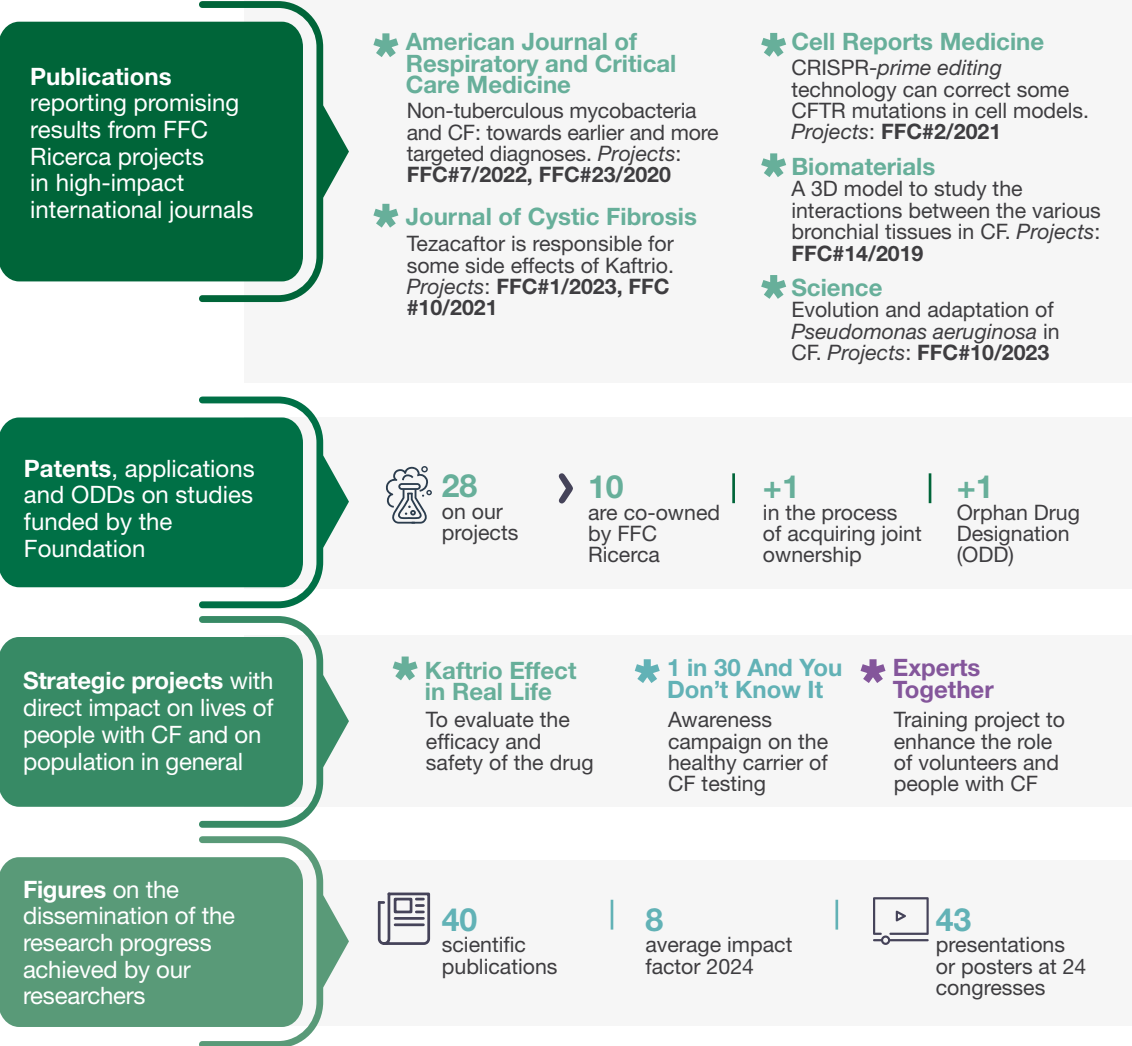 Publications
reporting promising
results from FFC
Ricerca projects
in high-impact
international journals
American Journal of
Respiratory and Critical
Care Medicine
Non-tuberculous mycobacteria
and CF: towards earlier and more
targeted diagnoses. Projects:
FFC#7/2022, FFC#23/2020
Journal of Cystic Fibrosis
Tezacaftor is responsible for
some side effects of Kaftrio.
Projects: FFC#1/2023, FFC
#10/2021
Cell Reports Medicine
CRISPR-prime editing
technology can correct some
CFTR mutations in cell models.
Projects: FFC#2/2021
Biomaterials
A 3D model to study the
interactions between the various
bronchial tissues in CF. Projects:
FFC#14/2019
Science
Evolution and adaptation of
Pseudomonas aeruginosa in
CF. Projects: FFC#10/2023
Patents, applications
and ODDs on studies
funded by the
Foundation
28
on our
projects
10
are co-owned
by FFC
Ricerca
+1
in the process
of acquiring joint
ownership
+1
Orphan Drug
Designation
(ODD)
Strategic projects with
direct impact on lives of
people with CF and on
population in general
Kaftrio Effect
in Real Life
To evaluate the
efficacy and
safety of the drug
1 in 30 And You
Don't Know It
Awareness
campaign on the
healthy carrier of
CF testing
Experts
Together
Training project to
enhance the role
of volunteers and
people with CF
Figures on the
dissemination of the
research progress
achieved by our
researchers
40
scientific
publications
8
average impact
factor 2024
43
presentations
or posters at 24
congresses